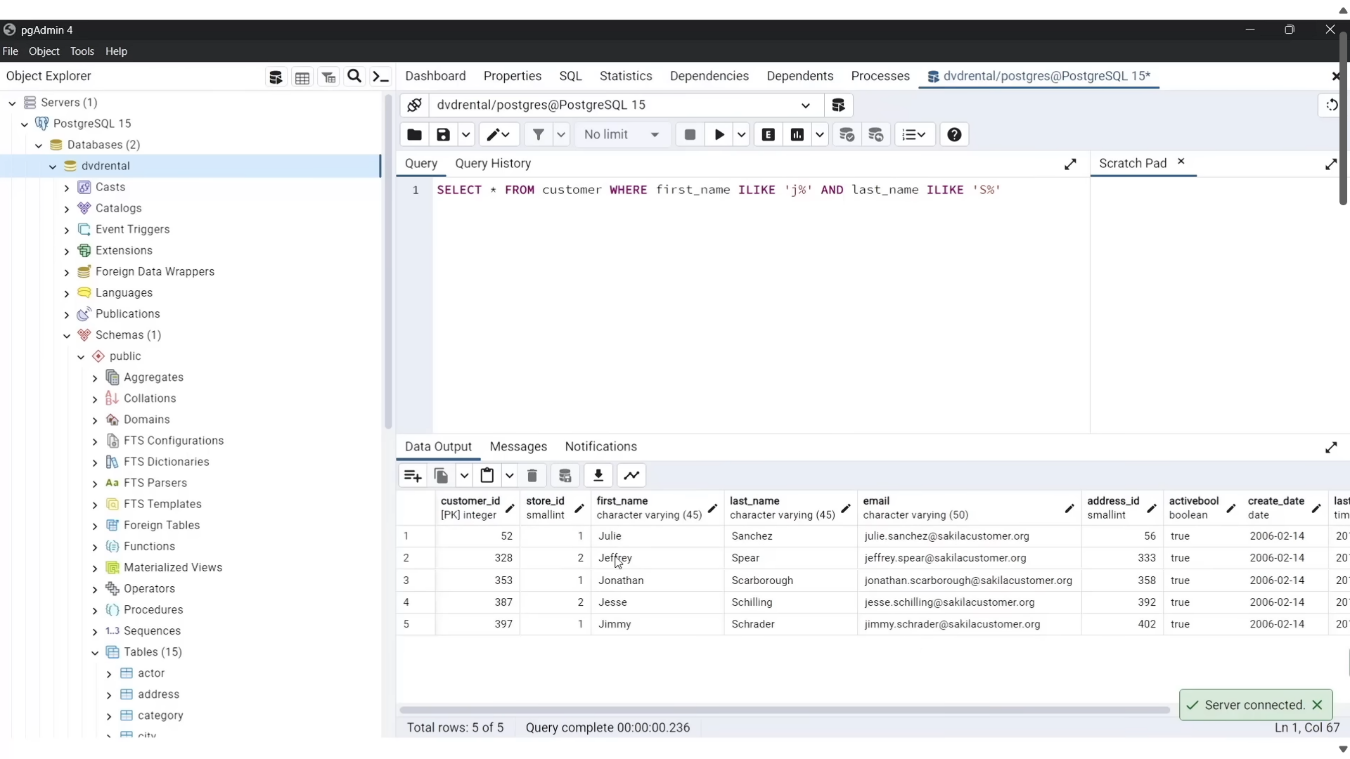 pgAdmin 4
File Object Tools Help
Object Explorer
Dashboard Properties SQL Statistics Dependencies Dependents Processes dvdrental/postgres@PostgreSQL 15*
Servers (1)
dvdrental/postgres@PostgreSQL 15
PostgreSQL 15
No limit
E
Databases (2)
dvdrental
Query Query History
Scratch Pad
1 SELECT * FROM customer WHERE first_name ILIKE 'j%' AND last_name ILIKE 'S%'
Casts
Catalogs
Event Triggers
Extensions
Foreign Data Wrappers
Languages
Publications
Schemas (1)
public
Aggregates
Collations
Domains
FTS Configurations
FTS Dictionaries
Aa FTS Parsers
FTS Templates
Foreign Tables
Functions
Materialized Views
Operators
Procedures
1..3 Sequences
Tables (15)
actor
address
category
city
Data Output Messages Notifications
customer_id store_id first_name last_name email address_id activebool create_date last
[PK] integer smallint character varying (45) character varying (45) character varying (50) smallint boolean date tim
1 52 1 Julie Sanchez julie.sanchez@sakilacustomer.org 56 true 2006-02-14 20
2 328 2 Jeffrey Spear jeffrey.spear@sakilacustomer.org 333 true 2006-02-14 20
3 353 1 Jonathan Scarborough jonathan.scarborough@sakilacustomer.org 358 true 2006-02-14 20
4 387 2 Jesse Schilling jesse.schilling@sakilacustomer.org 392 true 2006-02-14 20
5 397 1 Jimmy Schrader jimmy.schrader@sakilacustomer.org 402 true 2006-02-14 20
Server connected.
Total rows: 5 of 5 Query complete 00:00:00.236 Ln 1, Col 67